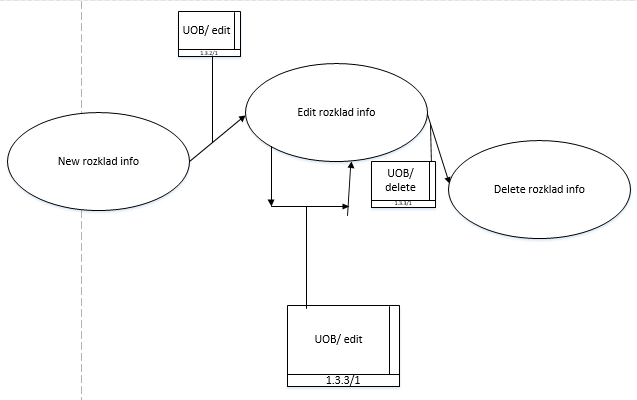 UOB/ edit
1.3.2/1
Edit rozklad info
New rozklad info
UOB/
delete
1.3.3/1
Delete rozklad info
UOB/ edit
1.3.3/1